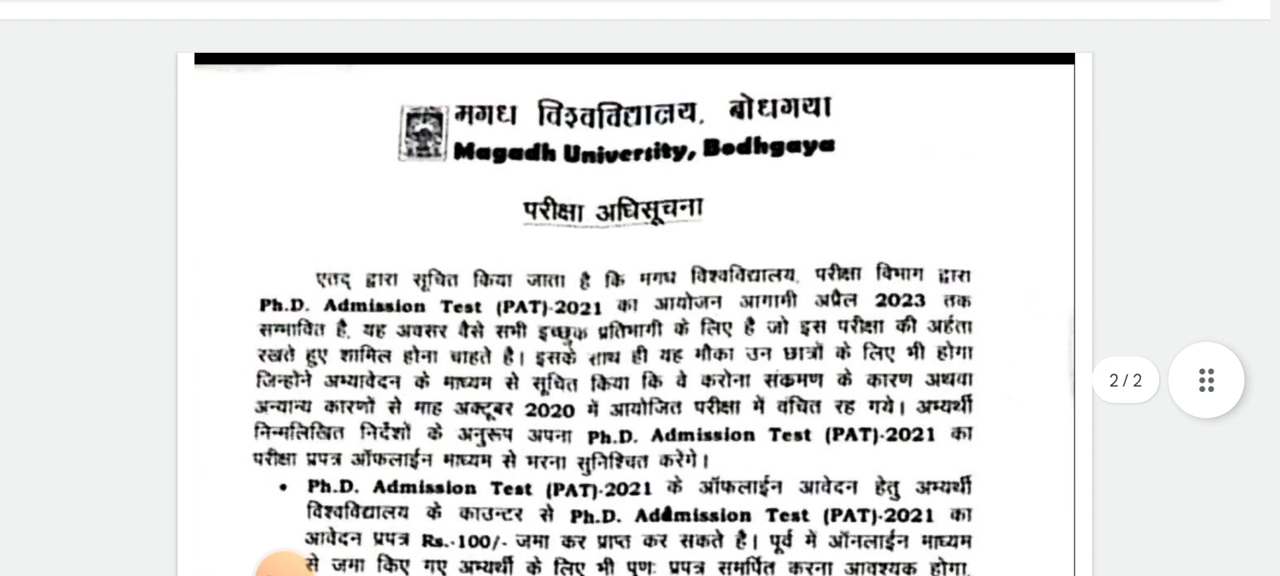 मगध विश्वविद्यालय, बोधगया
Magadh University, Bodhgaya
परीक्षा अधिसूचना
एतद् द्वारा सूचित किया जाता है कि मगध विश्वविद्यालय, परीक्षा विभाग द्वारा
Ph.D. Admission Test (PAT)-2021 का आयोजन आगामी अप्रैल 2023 तक
सम्भावित है, यह अवसर वैसे सभी इच्छुक प्रतिभागी के लिए है जो इस परीक्षा की अर्हता
रखते हुए शामिल होना चाहते है। इसके साथ ही यह मौका उन छात्रों के लिए भी होगा
जिन्होने अभ्यावेदन के माध्यम से सूचित किया कि वे करोना संकमण के कारण अथवा
अन्यान्य कारणों से माह अक्टूबर 2020 में आयोजित परीक्षा में वंचित रह गये। अभ्यर्थी
निन्मलिखित निर्देशों के अनुरूप अपना Ph.D. Admission Test (PAT)-2021 का
परीक्षा प्रपत्र ऑफलाईन माध्यम से भरना सुनिश्चित करेगे।
• Ph.D. Admission Test (PAT)-2021 के ऑफलाईन आवेदन हेतु अभ्यर्थी
विश्वविद्यालय के काउन्टर से Ph.D. Admission Test (PAT)-2021 का
आवेदन प्रपत्र Rs.-100/- जमा कर प्राप्त कर सकते है। पूर्व में ऑनलाईन माध्यम
से जमा किए गए अभ्यर्थी के लिए भी पुणः प्रपत्र समर्पित करना आवश्यक होगा,
2/2